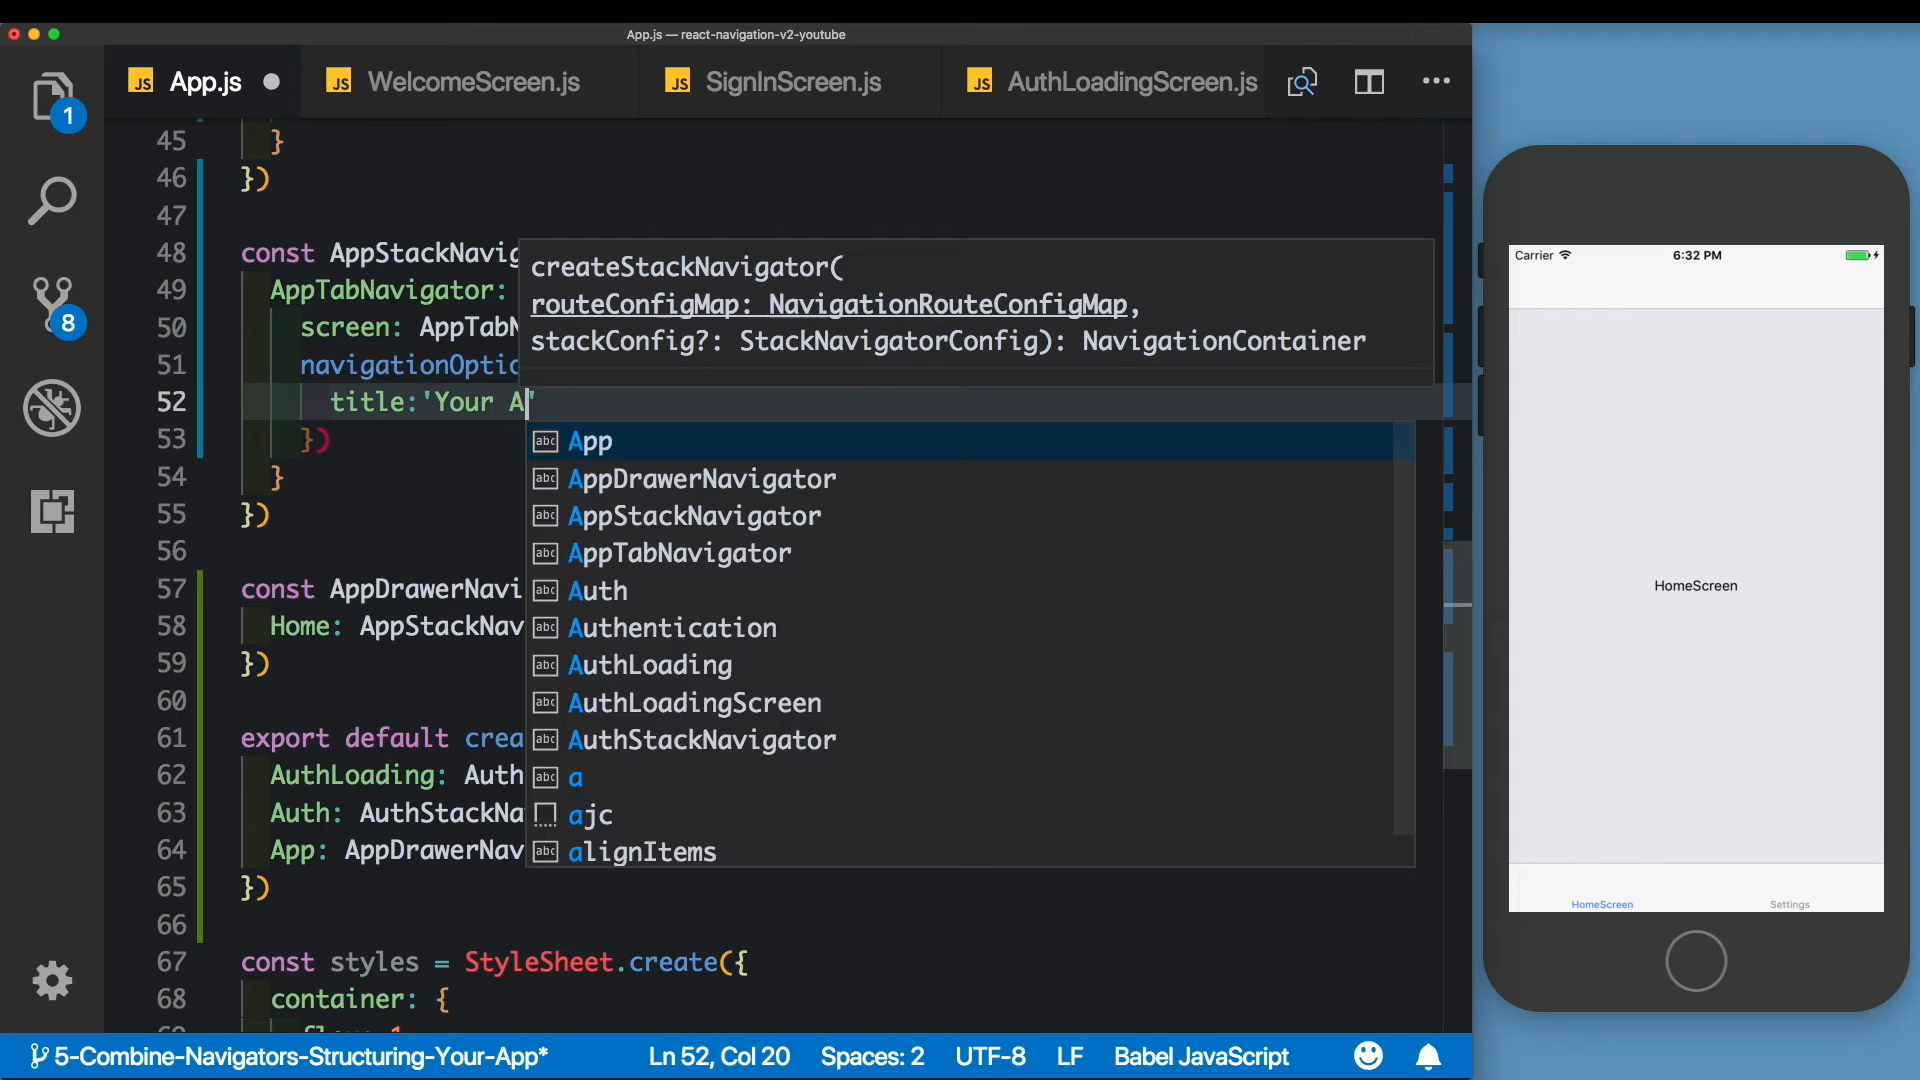 App.js — react-navigation-v2-youtube
JS App.js
JS WelcomeScreen.js
JS SignInScreen.js
JS AuthLoadingScreen.js
1
8
45 }
46 })
47
48 const AppStackNavig
49 AppTabNavigator:
50 screen: AppTabN
51 navigationOptic
52 title:'Your A'
53 })
54 }
55 })
56
57 const AppDrawerNavi
58 Home: AppStackNav
59 })
60
61 export default crea
62 AuthLoading: Auth
63 Auth: AuthStackNa
64 App: AppDrawerNav
65 })
66
67 const styles = StyleSheet.create({
68 container: {
createStackNavigator(
routeConfigMap: NavigationRouteConfigMap,
stackConfig?: StackNavigatorConfig): NavigationContainer
abc App
abc AppDrawerNavigator
abc AppStackNavigator
abc AppTabNavigator
abc Auth
abc Authentication
abc AuthLoading
abc AuthLoadingScreen
abc AuthStackNavigator
abc a
ajc
abc alignItems
5-Combine-Navigators-Structuring-Your-App*
Ln 52, Col 20
Spaces: 2
UTF-8
LF
Babel JavaScript
Carrier
6:32 PM
HomeScreen
HomeScreen
Settings